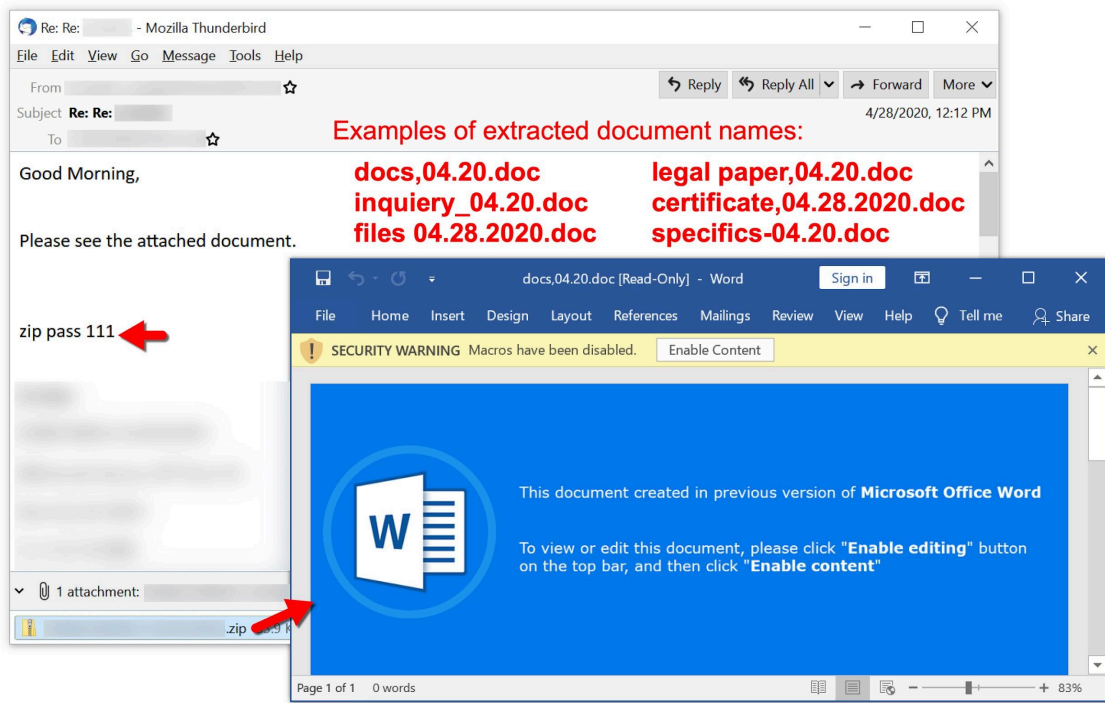 Re: Re: - Mozilla Thunderbird
File Edit View Go Message Tools Help
From
Reply Reply All Forward More
Subject Re: Re:
4/28/2020, 12:12 PM
To
Examples of extracted document names:
Good Morning,
docs,04.20.doc legal paper,04.20.doc
inquiery_04.20.doc certificate,04.28.2020.doc
files 04.28.2020.doc specifics-04.20.doc
Please see the attached document.
zip pass 111
1 attachment:
.zip
docs,04.20.doc [Read-Only] - Word Sign in
File Home Insert Design Layout References Mailings Review View Help Tell me Share
! SECURITY WARNING Macros have been disabled. Enable Content
W
This document created in previous version of Microsoft Office Word
To view or edit this document, please click "Enable editing" button
on the top bar, and then click "Enable content"
Page 1 of 1 0 words 83%